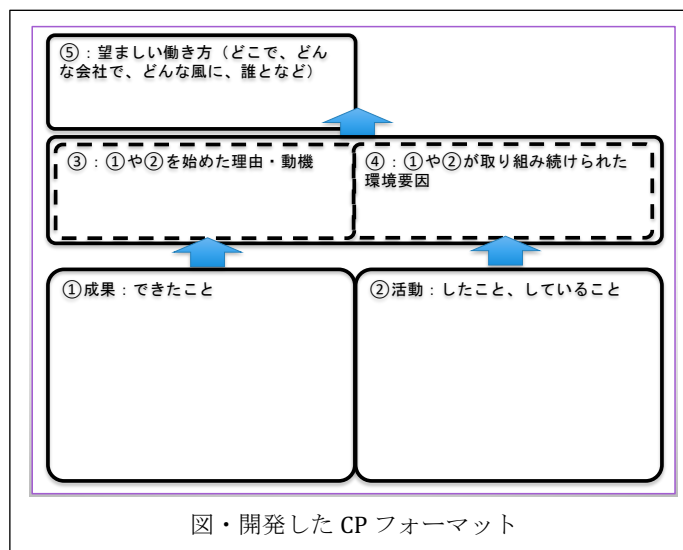 ⑤：望ましい働き方（どこで、どん
な会社で、どんな風に、誰となど）
③：①や②を始めた理由・動機
④：①や②が取り組み続けられた
環境要因
①成果：できたこと
②活動：したこと、していること
図・開発した CP フォーマット